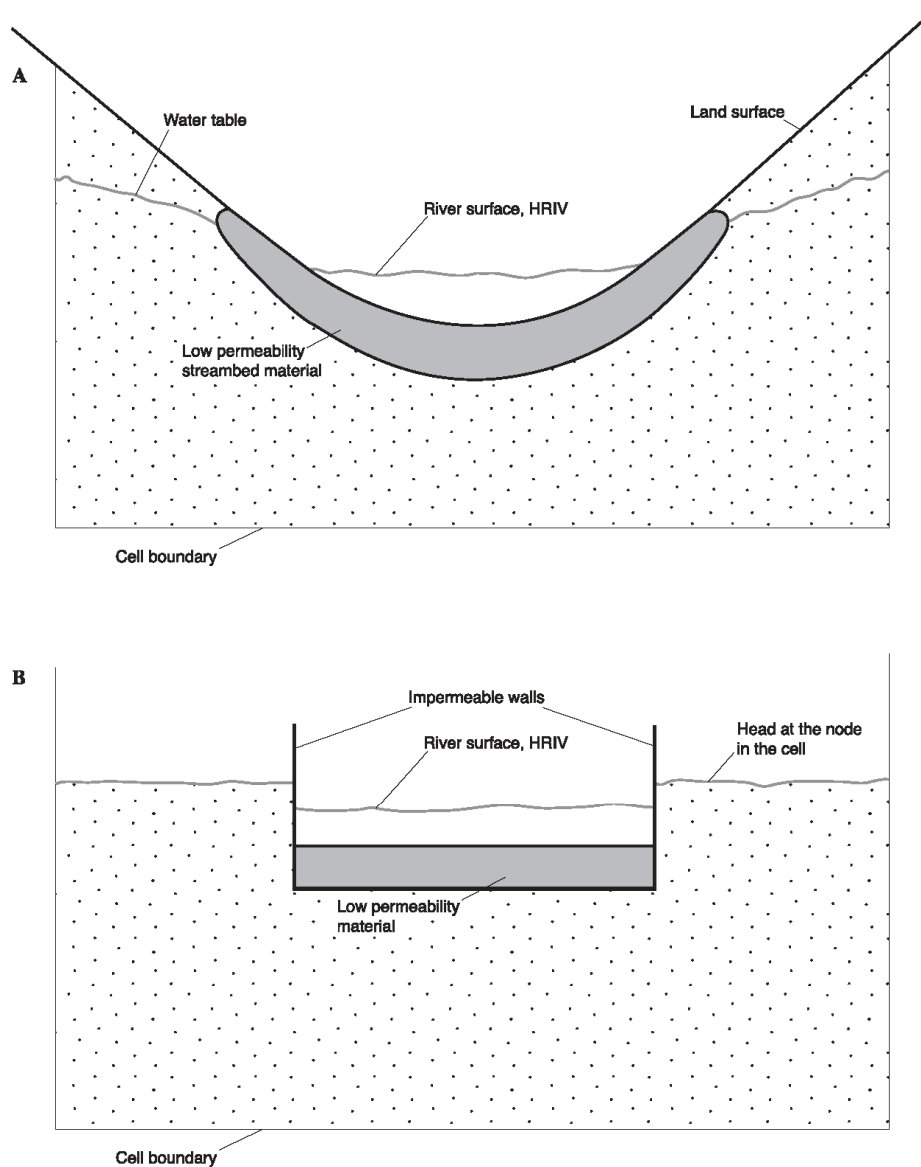 A
Water table
Land surface
River surface, HRIV
Low permeability
streambed material
Cell boundary
B
Impermeable walls
River surface, HRIV
Head at the node
in the cell
Low permeability
material
Cell boundary